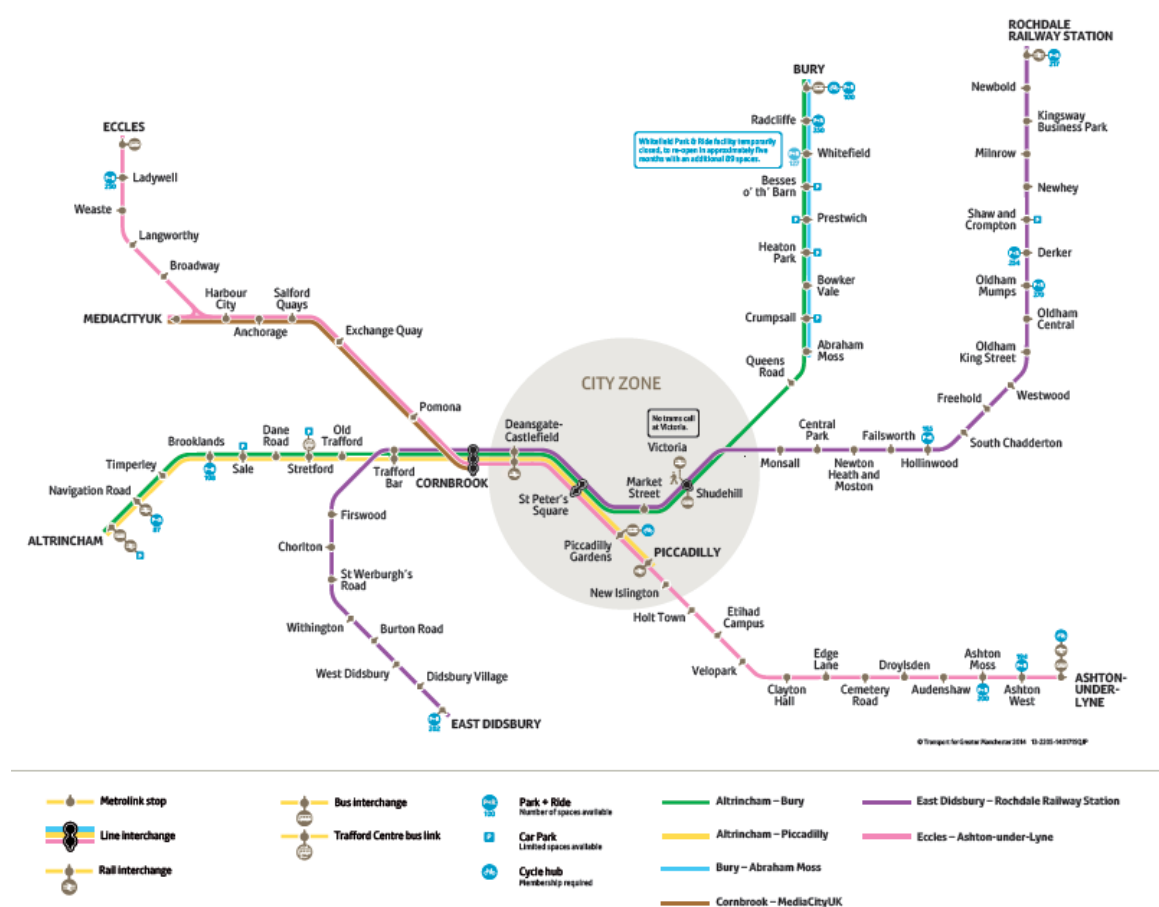 ROCHDALE
RAILWAY STATION
217
Newbold
Kingsway
Business Park
Milnrow
Newhey
Shaw and
Crompton
Derker
254
Oldham
Mumps
270
Oldham
Central
Oldham
King Street
Westwood
Freehold
South Chadderton
BURY
100
Radcliffe
330
Whitefield Park & Ride facility temporarily
closed, to re-open in approximately five
months with an additional 89 spaces.
Whitefield
127
Besses
o' th' Barn
Prestwich
Heaton
Park
Bowker
Vale
Crumpsall
Abraham
Moss
Queens
Road
ECCLES
Ladywell
250
Weaste
Langworthy
Broadway
Harbour
City
Salford
Quays
MEDIACITYUK
Anchorage
Exchange Quay
Pomona
CITY ZONE
No trams call
at Victoria.
Victoria
Deansgate-
Castlefield
Market
Street
Shudehill
St Peter's
Square
CORNBROOK
Trafford
Bar
Old
Trafford
Stretford
Dane
Road
Sale
Brooklands
Timperley
Navigation Road
87
ALTRINCHAM
Central
Park
Failsworth
Monsall
Newton
Heath and
Moston
Hollinwood
Firswood
Chorlton
St Werburgh's
Road
Withington
Burton Road
West Didsbury
Didsbury Village
EAST DIDSBURY
Piccadilly
Gardens
PICCADILLY
New Islington
Holt Town
Etihad
Campus
Velopark
Clayton
Hall
Edge
Lane
Cemetery
Road
Droylsden
Audenshaw
Ashton
Moss
200
Ashton
West
ASHTON-
UNDER-
LYNE
© Transport for Greater Manchester 2014
Metrolink stop
Line interchange
Rail interchange
Bus interchange
Trafford Centre bus link
P+R
100
Park + Ride
Number of spaces available
P
Car Park
Limited spaces available
Cycle hub
Membership required
Altrincham – Bury
Altrincham – Piccadilly
Bury – Abraham Moss
Cornbrook – MediaCityUK
East Didsbury – Rochdale Railway Station
Eccles – Ashton-under-Lyne